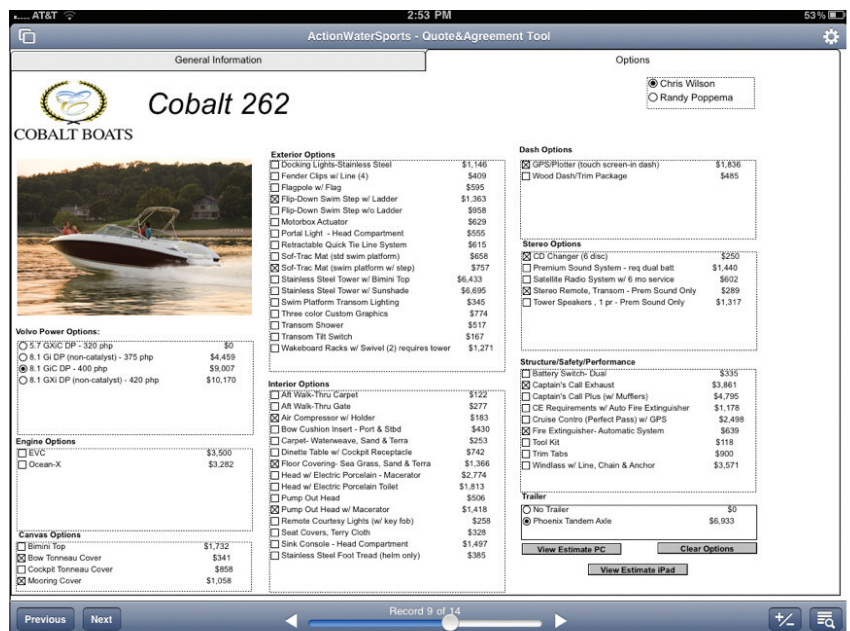 AT&T 2:53 PM 53%
ActionWaterSports - Quote&Agreement Tool
General Information Options
COBALT BOATS
Cobalt 262
Chris Wilson
Randy Poppema
Volvo Power Options:
5.7 GXiC DP - 320 php $0
8.1 Gi DP (non-catalyst) - 375 php $4,459
8.1 GiC DP - 400 php $9,007
8.1 GXi DP (non-catalyst) - 420 php $10,170
Engine Options
EVC $3,500
Ocean-X $3,282
Canvas Options
Bimini Top $1,732
Bow Tonneau Cover $341
Cockpit Tonneau Cover $858
Mooring Cover $1,058
Exterior Options
Docking Lights-Stainless Steel $1,146
Fender Clips w/ Line (4) $409
Flagpole w/ Flag $595
Flip-Down Swim Step w/ Ladder $1,363
Flip-Down Swim Step w/o Ladder $958
Motorbox Actuator $629
Portal Light - Head Compartment $555
Retractable Quick Tie Line System $615
Sof-Trac Mat (std swim platform) $658
Sof-Trac Mat (swim platform w/ step) $757
Stainless Steel Tower w/ Bimini Top $6,433
Stainless Steel Tower w/ Sunshade $6,695
Swim Platform Transom Lighting $345
Three color Custom Graphics $774
Transom Shower $517
Transom Tilt Switch $167
Wakeboard Racks w/ Swivel (2) requires tower $1,271
Interior Options
Aft Walk-Thru Carpet $122
Aft Walk-Thru Gate $277
Air Compressor w/ Holder $183
Bow Cushion Insert - Port & Stbd $430
Carpet- Waterweave, Sand & Terra $253
Dinette Table w/ Cockpit Receptacle $742
Floor Covering- Sea Grass, Sand & Terra $1,366
Head w/ Electric Porcelain - Macerator $2,774
Head w/ Electric Porcelain Toilet $1,813
Pump Out Head $506
Pump Out Head w/ Macerator $1,418
Remote Courtesy Lights (w/ key fob) $258
Seat Covers, Terry Cloth $328
Sink Console - Head Compartment $1,497
Stainless Steel Foot Tread (helm only) $385
Dash Options
GPS/Plotter (touch screen-in dash) $1,836
Wood Dash/Trim Package $485
Stereo Options
CD Changer (6 disc) $250
Premium Sound System - req dual batt $1,440
Satellite Radio System w/ 6 mo service $602
Stereo Remote, Transom - Prem Sound Only $289
Tower Speakers , 1 pr - Prem Sound Only $1,317
Structure/Safety/Performance
Battery Switch- Dual $335
Captain's Call Exhaust $3,861
Captain's Call Plus (w/ Mufflers) $4,795
CE Requirements w/ Auto Fire Extinguisher $1,178
Cruise Contro (Perfect Pass) w/ GPS $2,498
Fire Extinguisher- Automatic System $639
Tool Kit $118
Trim Tabs $900
Windlass w/ Line, Chain & Anchor $3,571
Trailer
No Trailer $0
Phoenix Tandem Axle $6,933
View Estimate PC Clear Options
View Estimate iPad
Previous Next Record 9 of 14